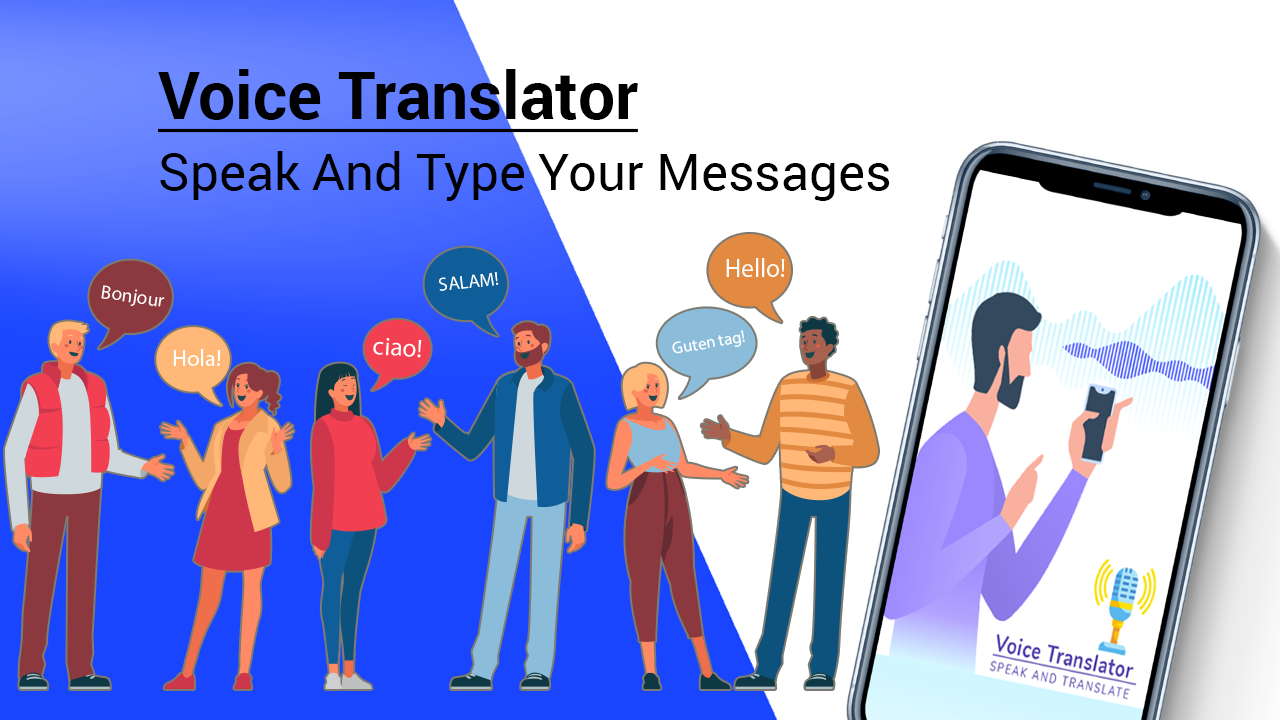 Voice Translator
Speak And Type Your Messages
Bonjour
Hola!
ciao!
SALAM!
Guten tag!
Hello!
Voice Translator
SPEAK AND TRANSLATE